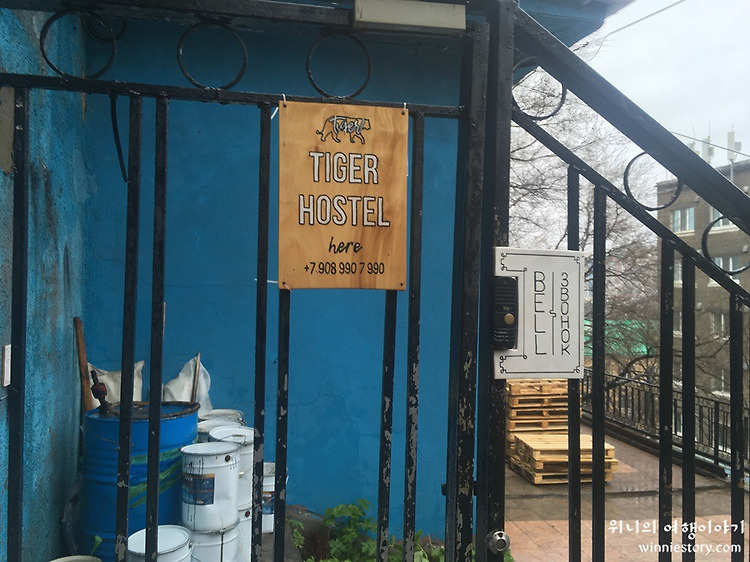 Tiger
TIGER
HOSTEL
here
+7 908 990 7 990
BELL
ЗВОНОК
위니의 여행이야기
winniestory.com